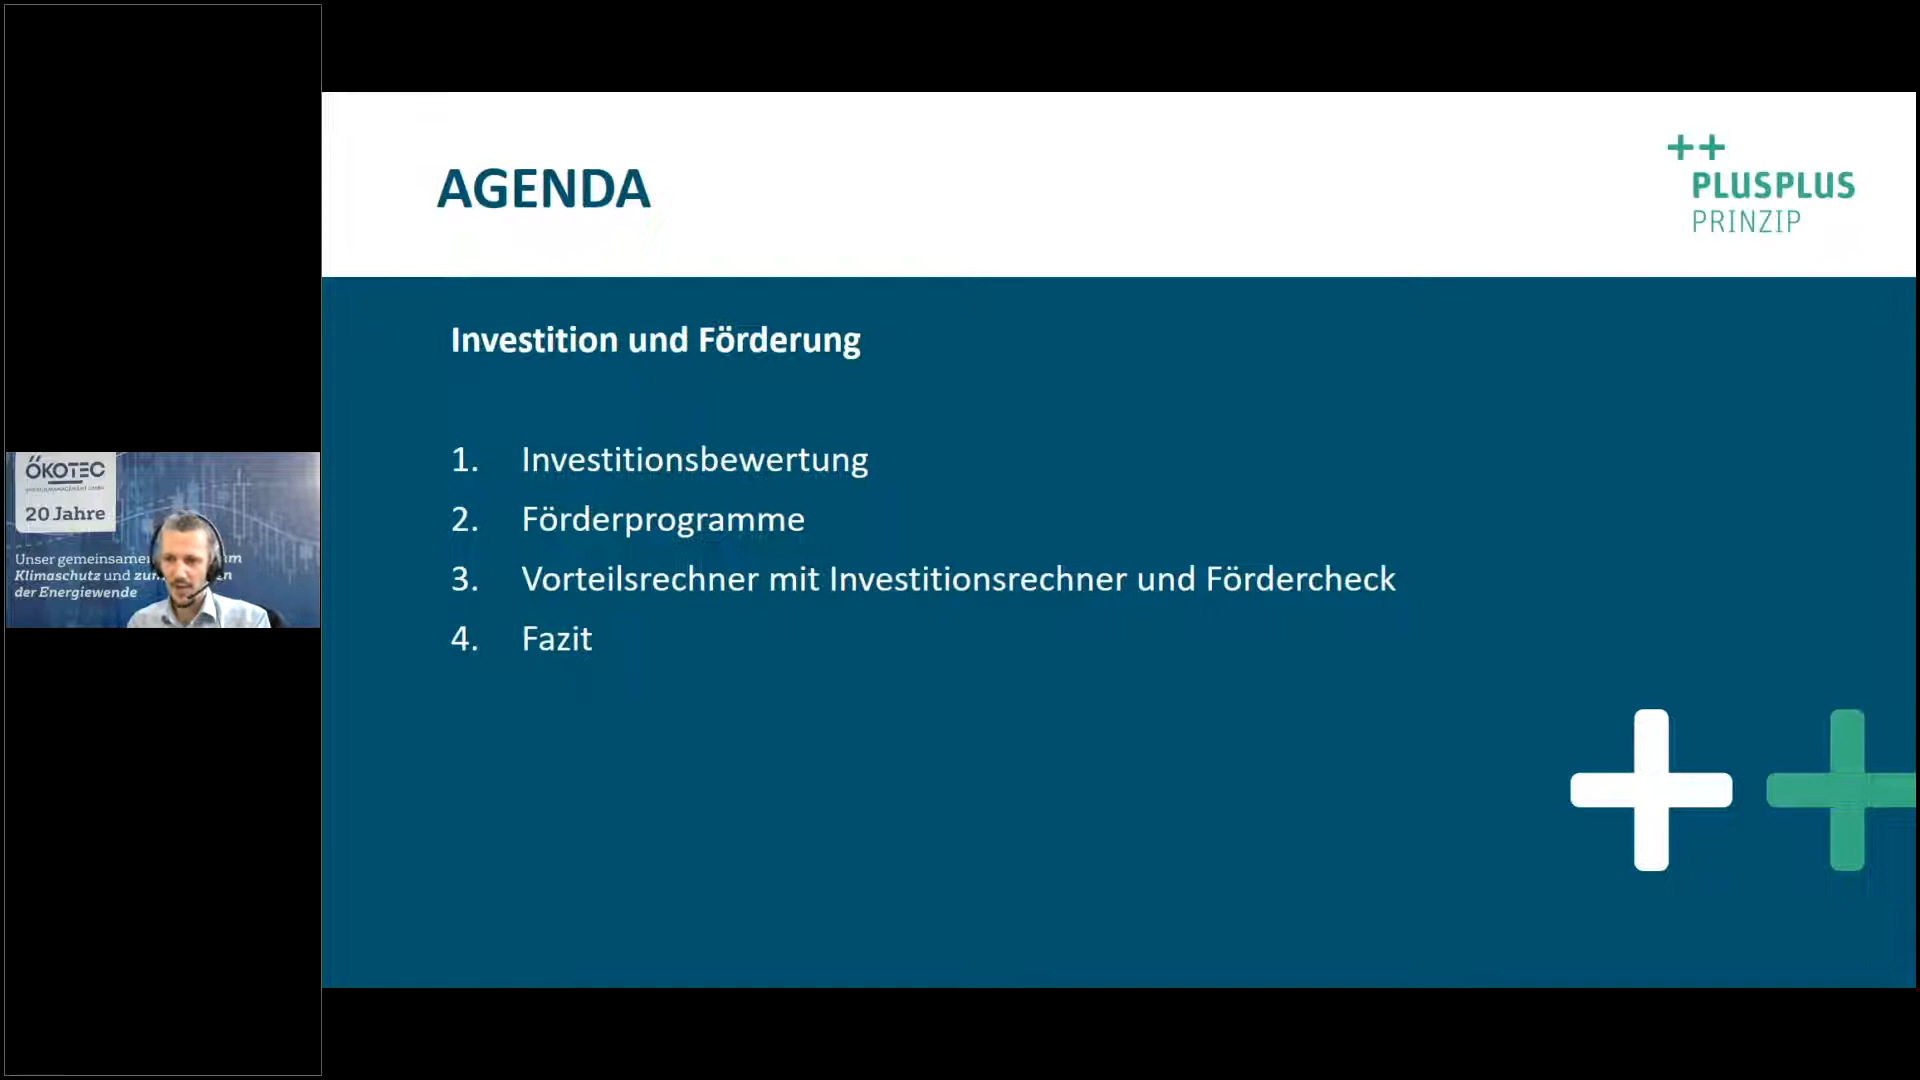 ÖKOTEC
20 Jahre
Unser gemeinsamer
Klimaschutz und
der Energiewende
AGENDA
++
PLUSPLUS
PRINZIP
Investition und Förderung
1. Investitionsbewertung
2. Förderprogramme
3. Vorteilsrechner mit Investitionsrechner und Fördercheck
4. Fazit